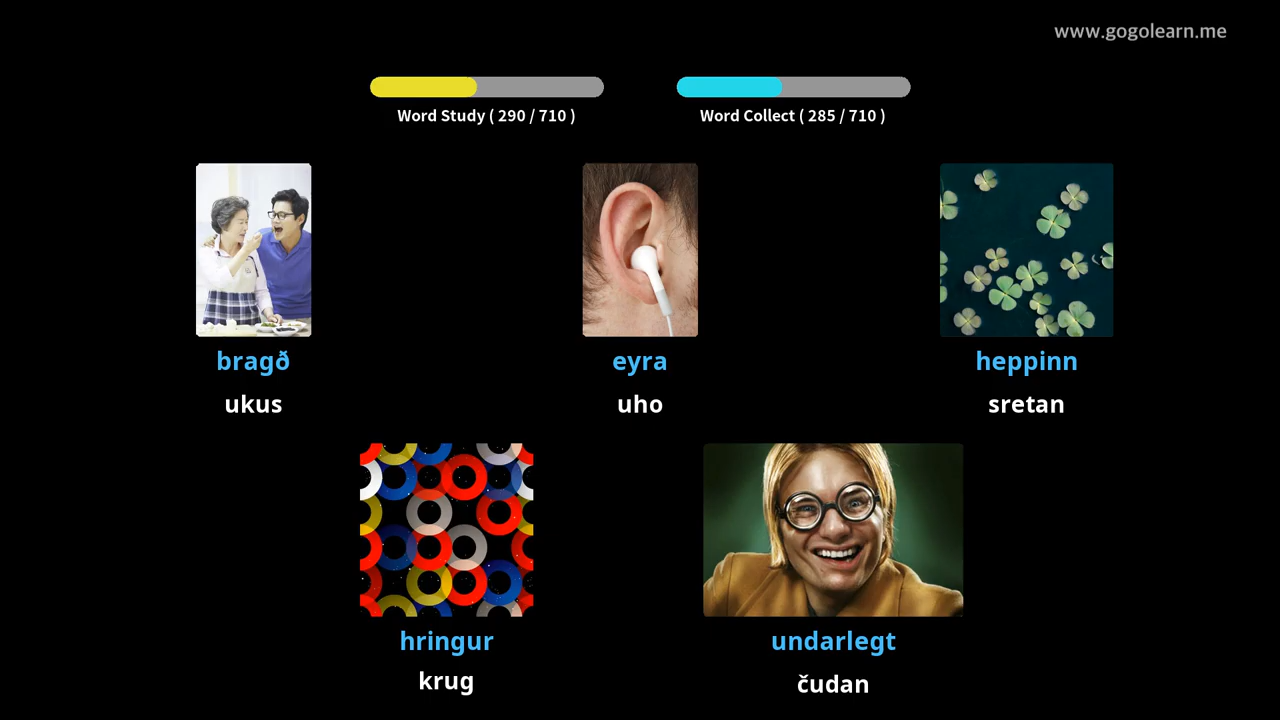 www.gogolearn.me
Word Study ( 290 / 710 )
Word Collect ( 285 / 710 )
bragð
eyra
heppinn
ukus
uho
sretan
hringur
undarlegt
krug
čudan